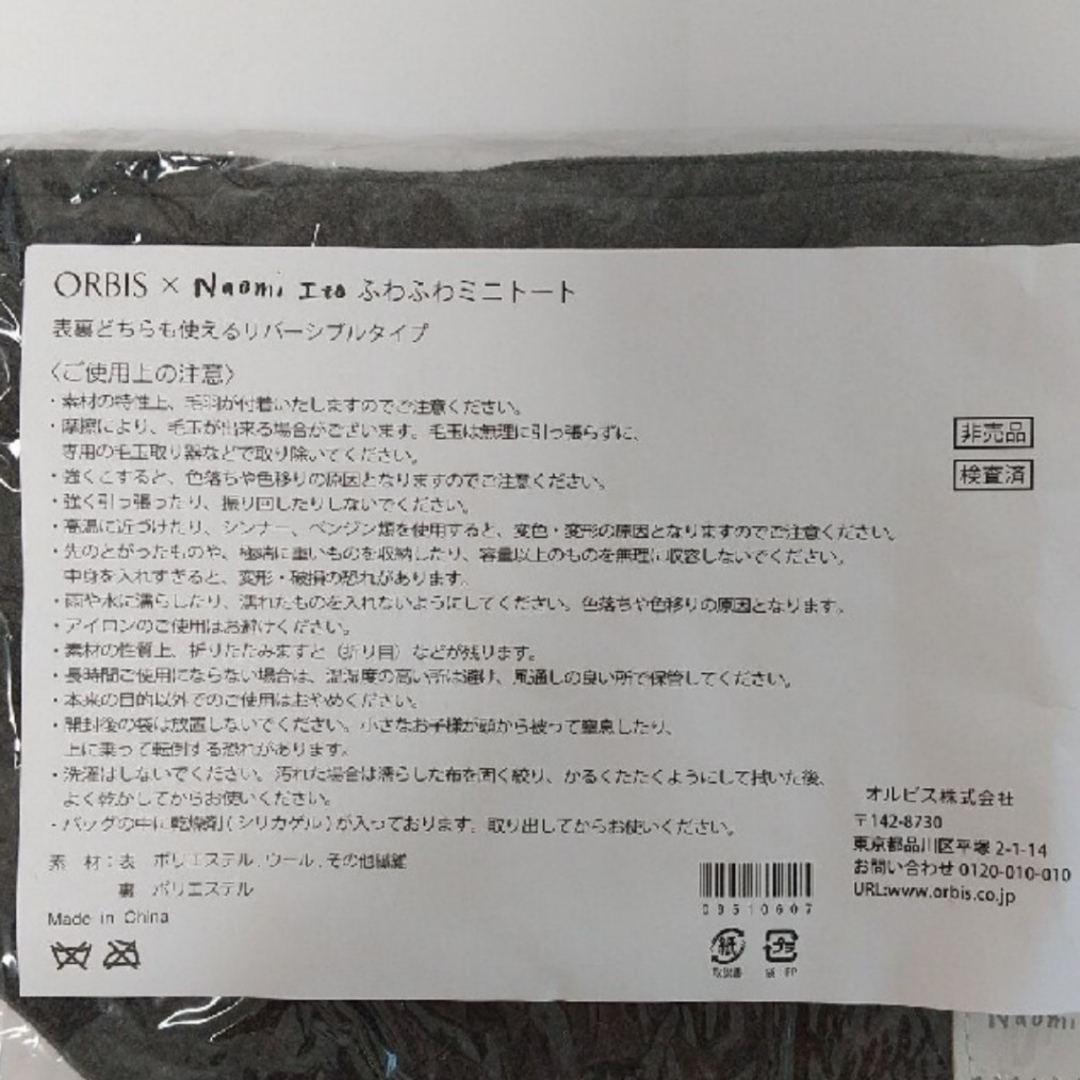 ORBIS × Naomi Ito ふわふわミニトート
表裏どちらも使えるリバーシブルタイプ
〈ご使用上の注意〉
・素材の特性上、毛羽が付着いたしますのでご注意ください。
・摩擦により、毛玉が出来る場合がございます。毛玉は無理に引っ張らずに、
専用の毛玉取り器などで取り除いてください。
・強くこすると、色落ちや色移りの原因となりますのでご注意ください。
・強く引っ張ったり、振り回したりしないでください。
・高温に近づけたり、シンナー、ベンジン類を使用すると、変色・変形の原因となりますのでご注意ください。
・先のとがったものや、極端に重いものを収納したり、容量以上のものを無理に収容しないでください。
中身を入れすぎると、変形・破損の恐れがあります。
・雨や水に濡らしたり、濡れたものを入れないようにしてください。色落ちや色移りの原因となります。
・アイロンのご使用はお避けください。
・素材の性質上、折りたたみますと（折り目）などが残ります。
・長時間ご使用にならない場合は、温湿度の高い所は避け、風通しの良い所で保管してください。
・本来の目的以外でのご使用はおやめください。
・開封後の袋は放置しないでください。小さなお子様が頭から被って窒息したり、
上に乗って転倒する恐れがあります。
・洗濯はしないでください。汚れた場合は濡らした布を固く絞り、かるくたたくようにして拭いた後、
よく乾かしてからお使いください。
・バッグの中に乾燥剤(シリカゲル)が入っております。取り出してからお使いください。
素 材：表 ポリエステル、ウール、その他繊維
裏 ポリエステル
Made in China
非売品
検査済
オルビス株式会社
〒142-8730
東京都品川区平塚 2-1-14
お問い合わせ 0120-010-010
URL:www.orbis.co.jp
08510607
紙 プラ
取説書 袋：PP
Naomi